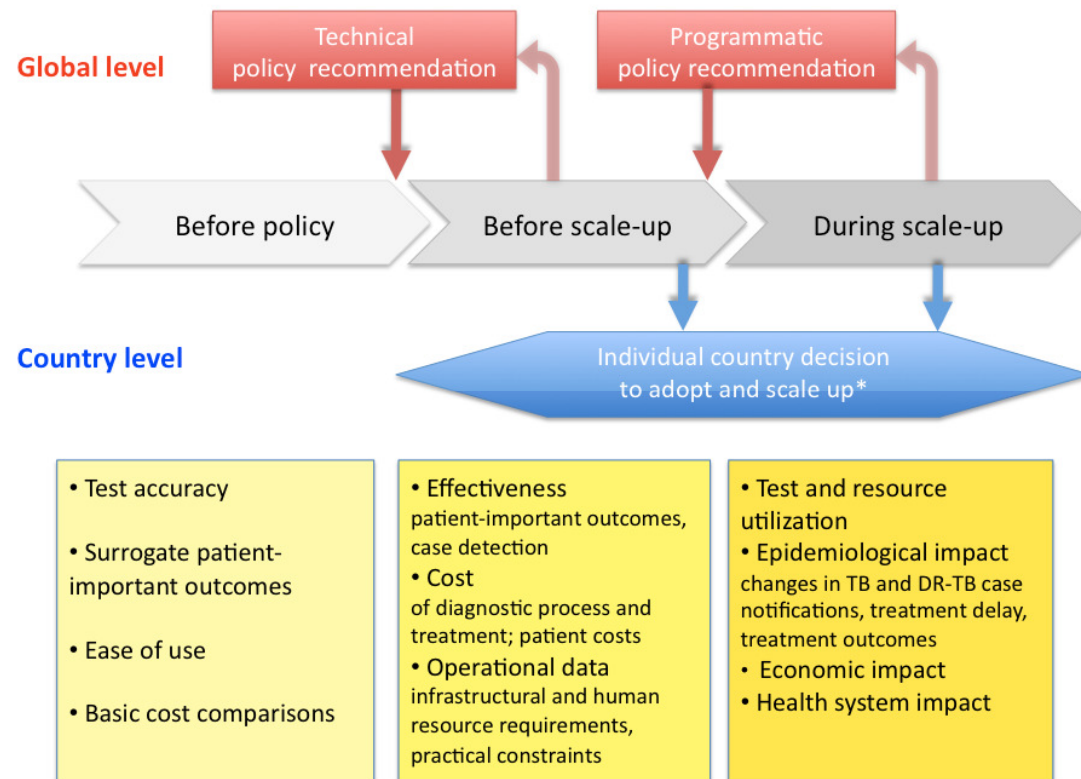 Global level
Technical
policy recommendation
Programmatic
policy recommendation
Before policy
Before scale-up
During scale-up
Country level
Individual country decision
to adopt and scale up*
• Test accuracy
• Surrogate patient-
important outcomes
• Ease of use
• Basic cost comparisons
• Effectiveness
patient-important outcomes,
case detection
• Cost
of diagnostic process and
treatment; patient costs
• Operational data
infrastructural and human
resource requirements,
practical constraints
• Test and resource
utilization
• Epidemiological impact
changes in TB and DR-TB case
notifications, treatment delay,
treatment outcomes
• Economic impact
• Health system impact